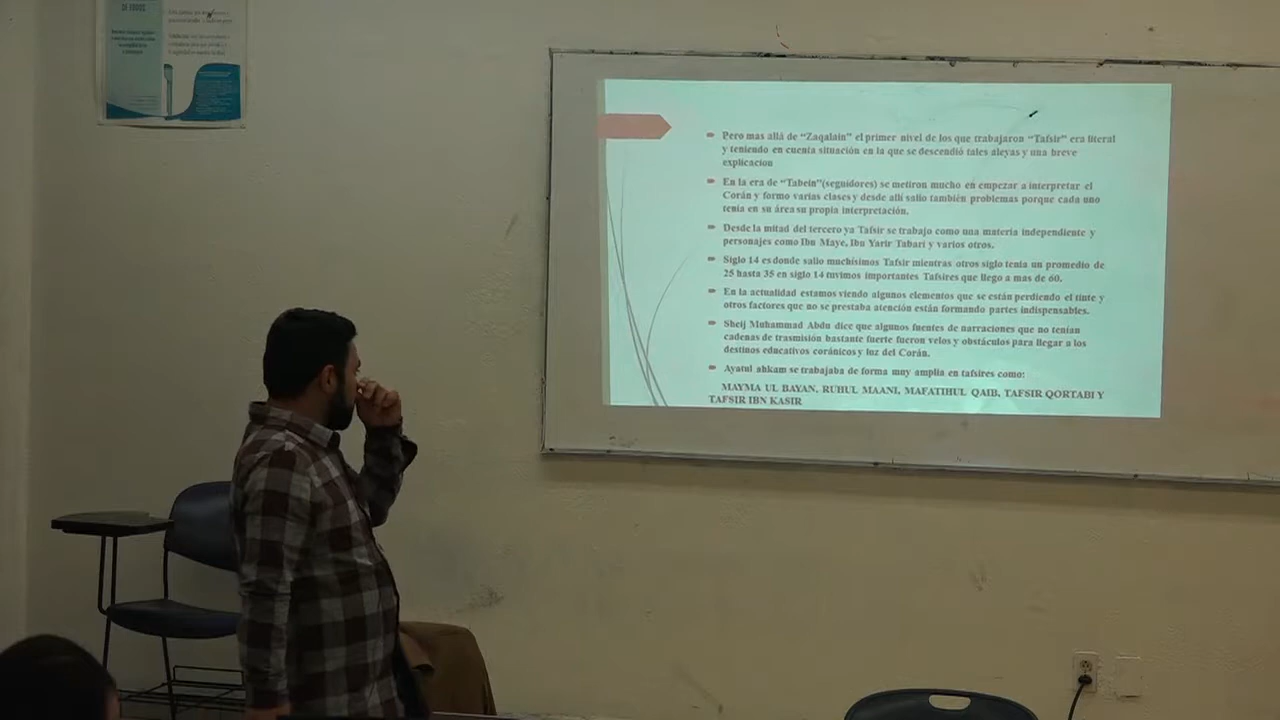 DE TODOS
Pero mas allá de “Zaqalain” el primer nivel de los que trabajaron “Tafsir” era literal
y teniendo en cuenta situación en la que se descendió tales aleyas y una breve
explicacion
En la era de “Tabein”(seguidores) se metiron mucho en empezar a interpretar el
Corán y formo varias clases y desde allí salio también problemas porque cada uno
tenía en su área su propia interpretación.
Desde la mitad del tercero ya Tafsir se trabajo como una materia independiente y
personajes como Ibn Maye, Ibn Yarir Tabari y varios otros.
Siglo 14 es donde salio muchísimos Tafsir mientras otros siglo tenia un promedio de
25 hasta 35 en siglo 14 tuvimos importantes Tafsires que llego a mas de 60.
En la actualidad estamos viendo algunos elementos que se están perdiendo el tinte y
otros factores que no se prestaba atención están formando partes indispensables.
Sheij Muhammad Abdu dice que algunos fuentes de narraciones que no tenían
cadenas de trasmisión bastante fuerte fueron velos y obstáculos para llegar a los
destinos educativos coránicos y luz del Corán.
Ayatul ahkam se trabajaba de forma muy amplia en tafsires como:
MAYMA UL BAYAN, RUHUL MAANI, MAFATIHUL QAIB, TAFSIR QORTABI Y
TAFSIR IBN KASIR